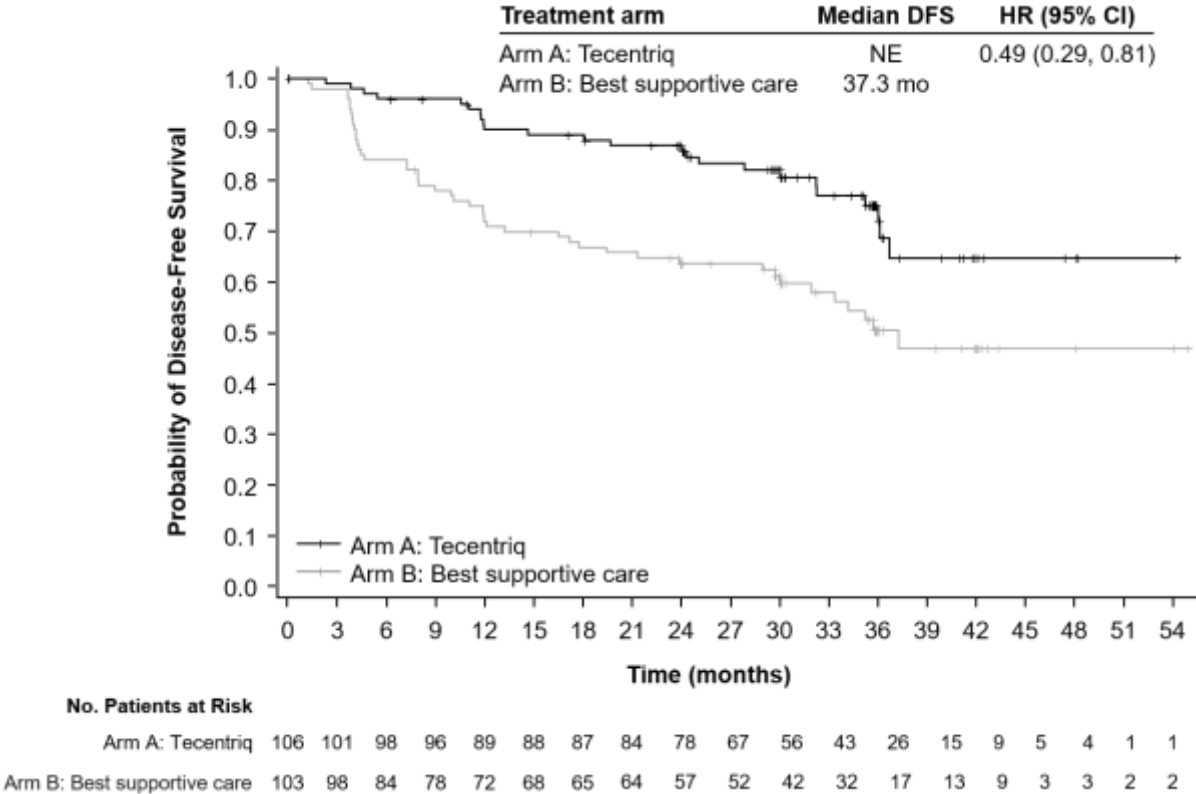 Treatment arm Median DFS HR (95% CI)
Arm A: Tecentriq NE 0.49 (0.29, 0.81)
Arm B: Best supportive care 37.3 mo
Probability of Disease-Free Survival
1.0
0.9
0.8
0.7
0.6
0.5
0.4
0.3
0.2
0.1
0.0
Arm A: Tecentriq
Arm B: Best supportive care
0 3 6 9 12 15 18 21 24 27 30 33 36 39 42 45 48 51 54
Time (months)
No. Patients at Risk
Arm A: Tecentriq 106 101 98 96 89 88 87 84 78 67 56 43 26 15 9 5 4 1 1
Arm B: Best supportive care 103 98 84 78 72 68 65 64 57 52 42 32 17 13 9 3 3 2 2